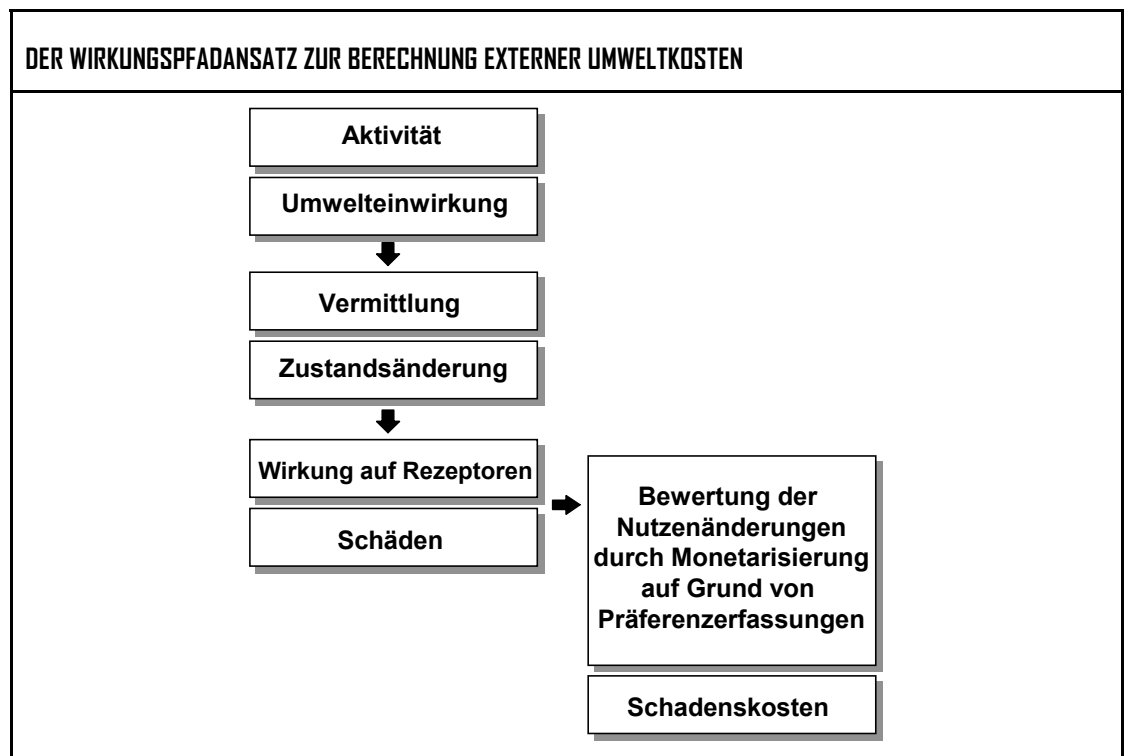 DER WIRKUNGSPFADANSATZ ZUR BERECHNUNG EXTERNER UMWELTKOSTEN
Aktivität
Umwelteinwirkung
Vermittlung
Zustandsänderung
Wirkung auf Rezeptoren
Schäden
Bewertung der
Nutzenänderungen
durch Monetarisierung
auf Grund von
Präferenzerfassungen
Schadenskosten